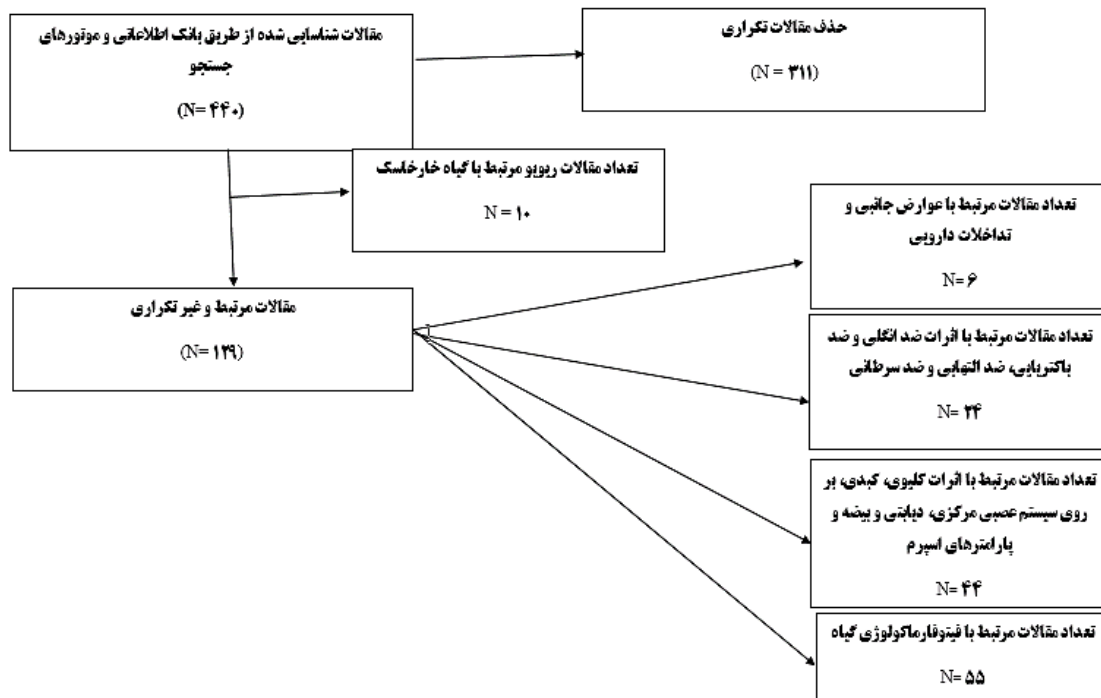 مقالات شناسایی شده از طریق بانک اطلاعاتی و موتورهای
جستجو
(N= ۴۴۰)
حذف مقالات تکراری
(N = ۳۱۱)
تعداد مقالات ریویو مرتبط با گیاه خارخاسک
N = ۱۰
مقالات مرتبط و غیر تکراری
(N= ۱۲۹)
تعداد مقالات مرتبط با عوارض جانبی و
تداخلات دارویی
N= ۶
تعداد مقالات مرتبط با اثرات ضد انگلی و ضد
باکتریایی، ضد التهابی و ضد سرطانی
N= ۲۴
تعداد مقالات مرتبط با اثرات کلیوی، کبدی، بر
روی سیستم عصبی مرکزی، دیابتی و بیضه و
پارامترهای اسپرم
N= ۴۴
تعداد مقالات مرتبط با فیتوفارماکولوژی گیاه
N= ۵۵